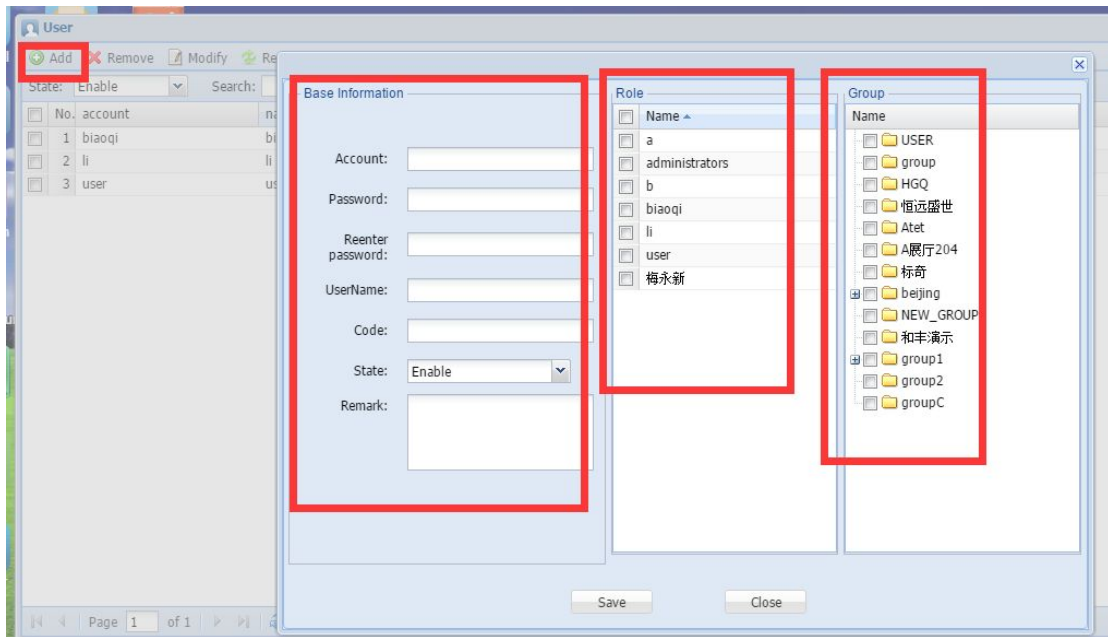 User
Add Remove Modify Re
State: Enable Search:
No. account na
1 biaoqi bi
2 li li
3 user us
Page 1 of 1
Base Information
Account:
Password:
Reenter
password:
UserName:
Code:
State: Enable
Remark:
Role
Name
a
administrators
b
biaoqi
li
user
梅永新
Group
Name
USER
group
HGQ
恒远盛世
Atet
A展厅204
标奇
beijing
NEW_GROUP
和丰演示
group1
group2
groupC
Save Close